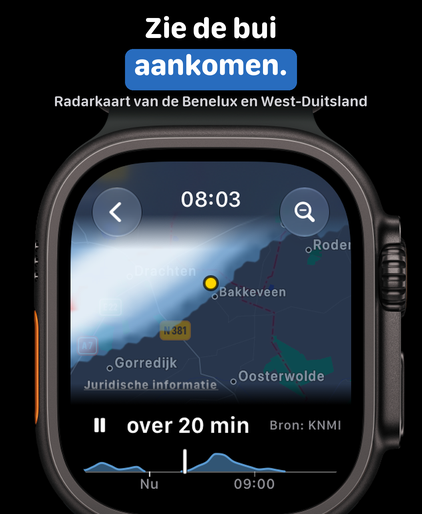 Zie de bui
aankomen.
Radarkaart van de Benelux en West-Duitsland
08:03
Roder
Drachten
Bakkeveen
N381
Gorredijk
Juridische informatie
Oosterwolde
over 20 min
Bron: KNMI
Nu
09:00